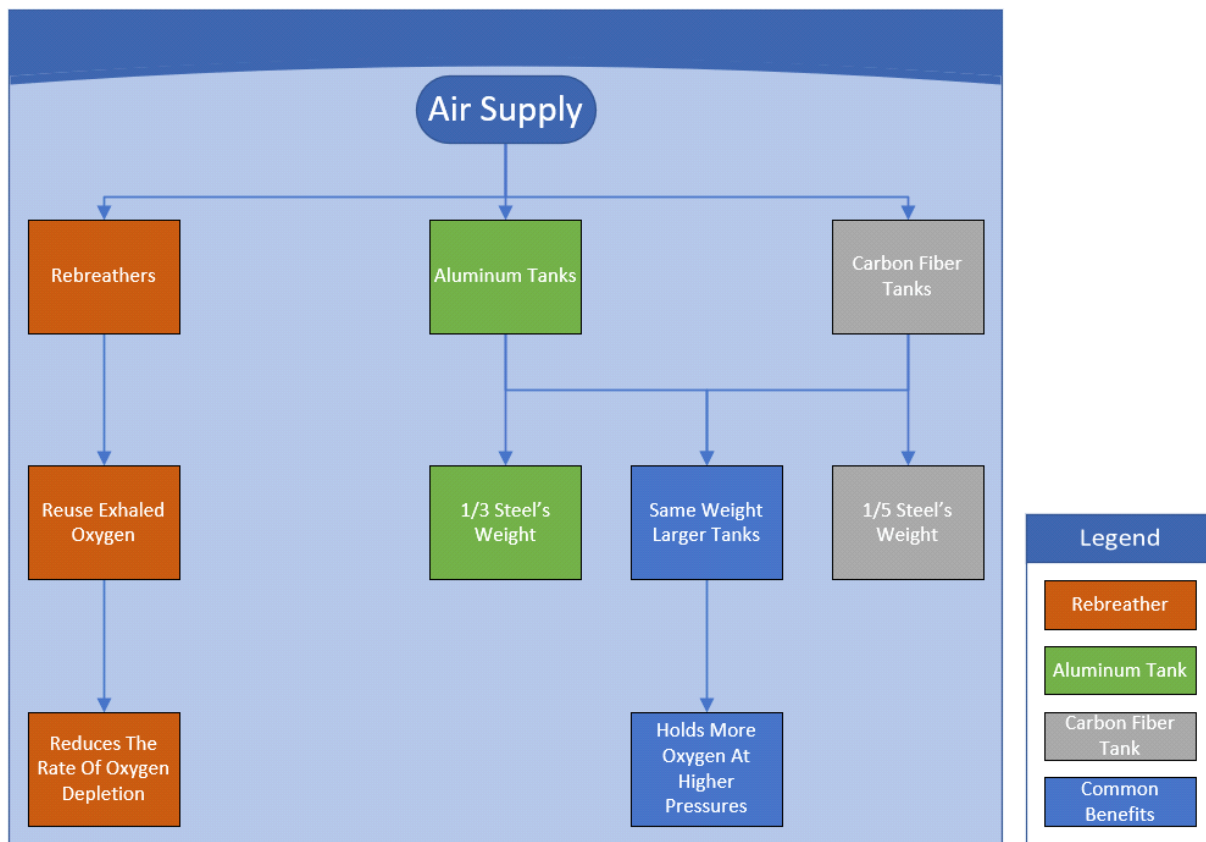 Air Supply
Rebreathers
Aluminum Tanks
Carbon Fiber
Tanks
Reuse Exhaled
Oxygen
1/3 Steel's
Weight
Same Weight
Larger Tanks
1/5 Steel's
Weight
Reduces The
Rate Of Oxygen
Depletion
Holds More
Oxygen At
Higher
Pressures
Legend
Rebreather
Aluminum Tank
Carbon Fiber
Tank
Common
Benefits